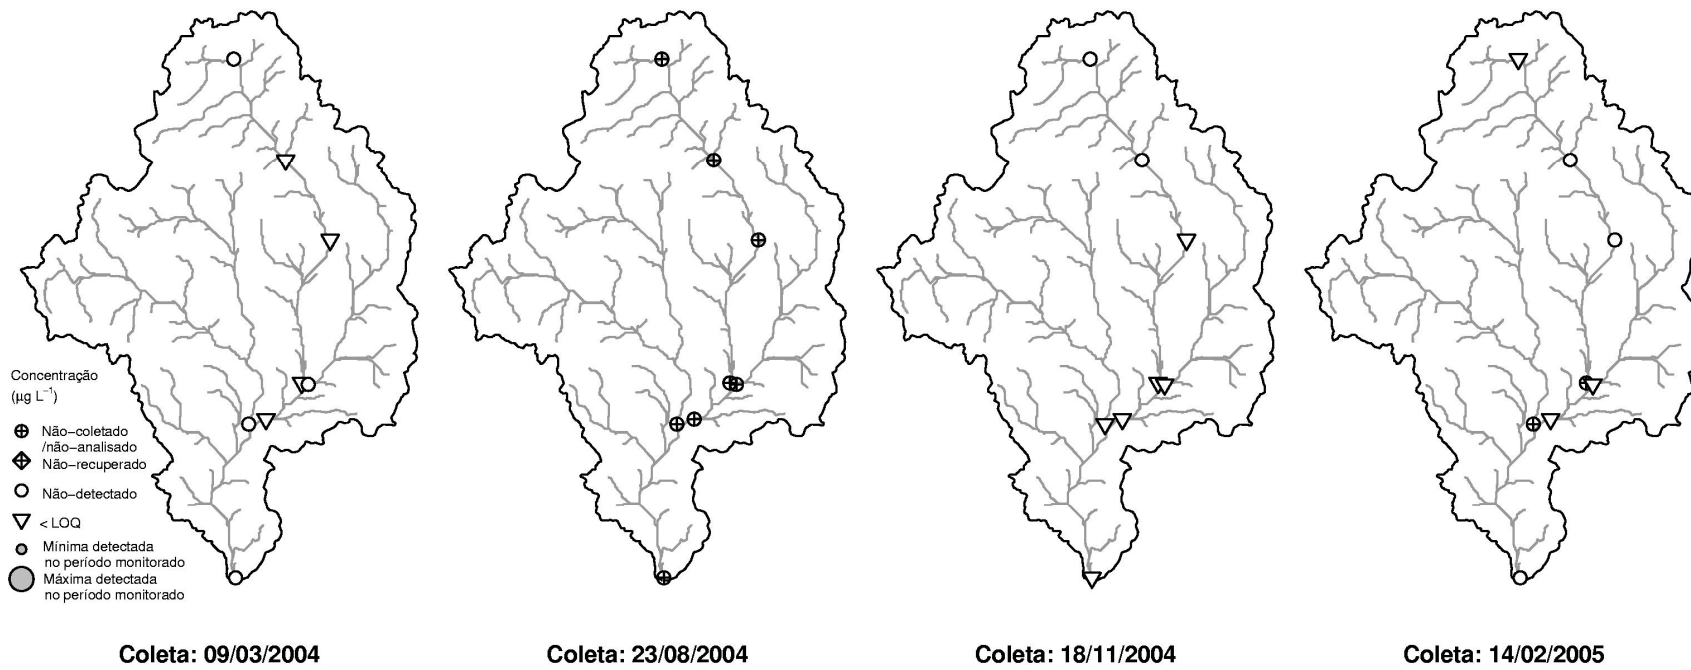 Concentração
(µg L⁻¹)
Não−coletado
/não−analisado
Não−recuperado
Não−detectado
< LOQ
Mínima detectada
no período monitorado
Máxima detectada
no período monitorado
Coleta: 09/03/2004
Coleta: 23/08/2004
Coleta: 18/11/2004
Coleta: 14/02/2005